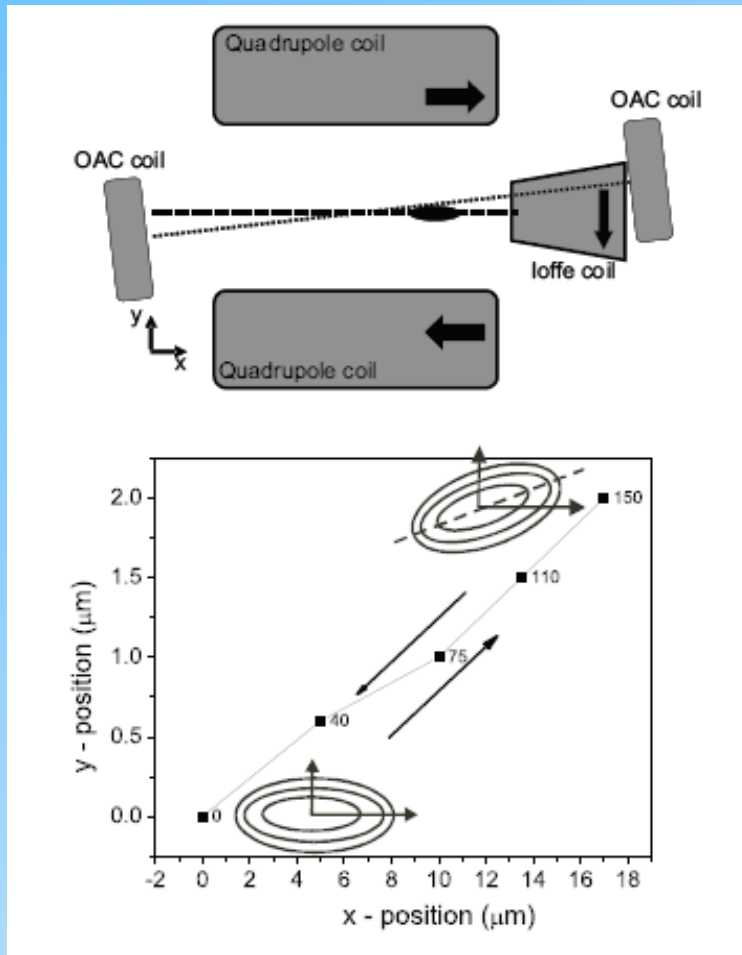 Quadrupole coil
OAC coil
OAC coil
Ioffe coil
y
x
Quadrupole coil
2.0
1.5
1.0
0.5
0.0
y - position (μm)
150
110
75
40
0
-2 0 2 4 6 8 10 12 14 16 18
x - position (μm)